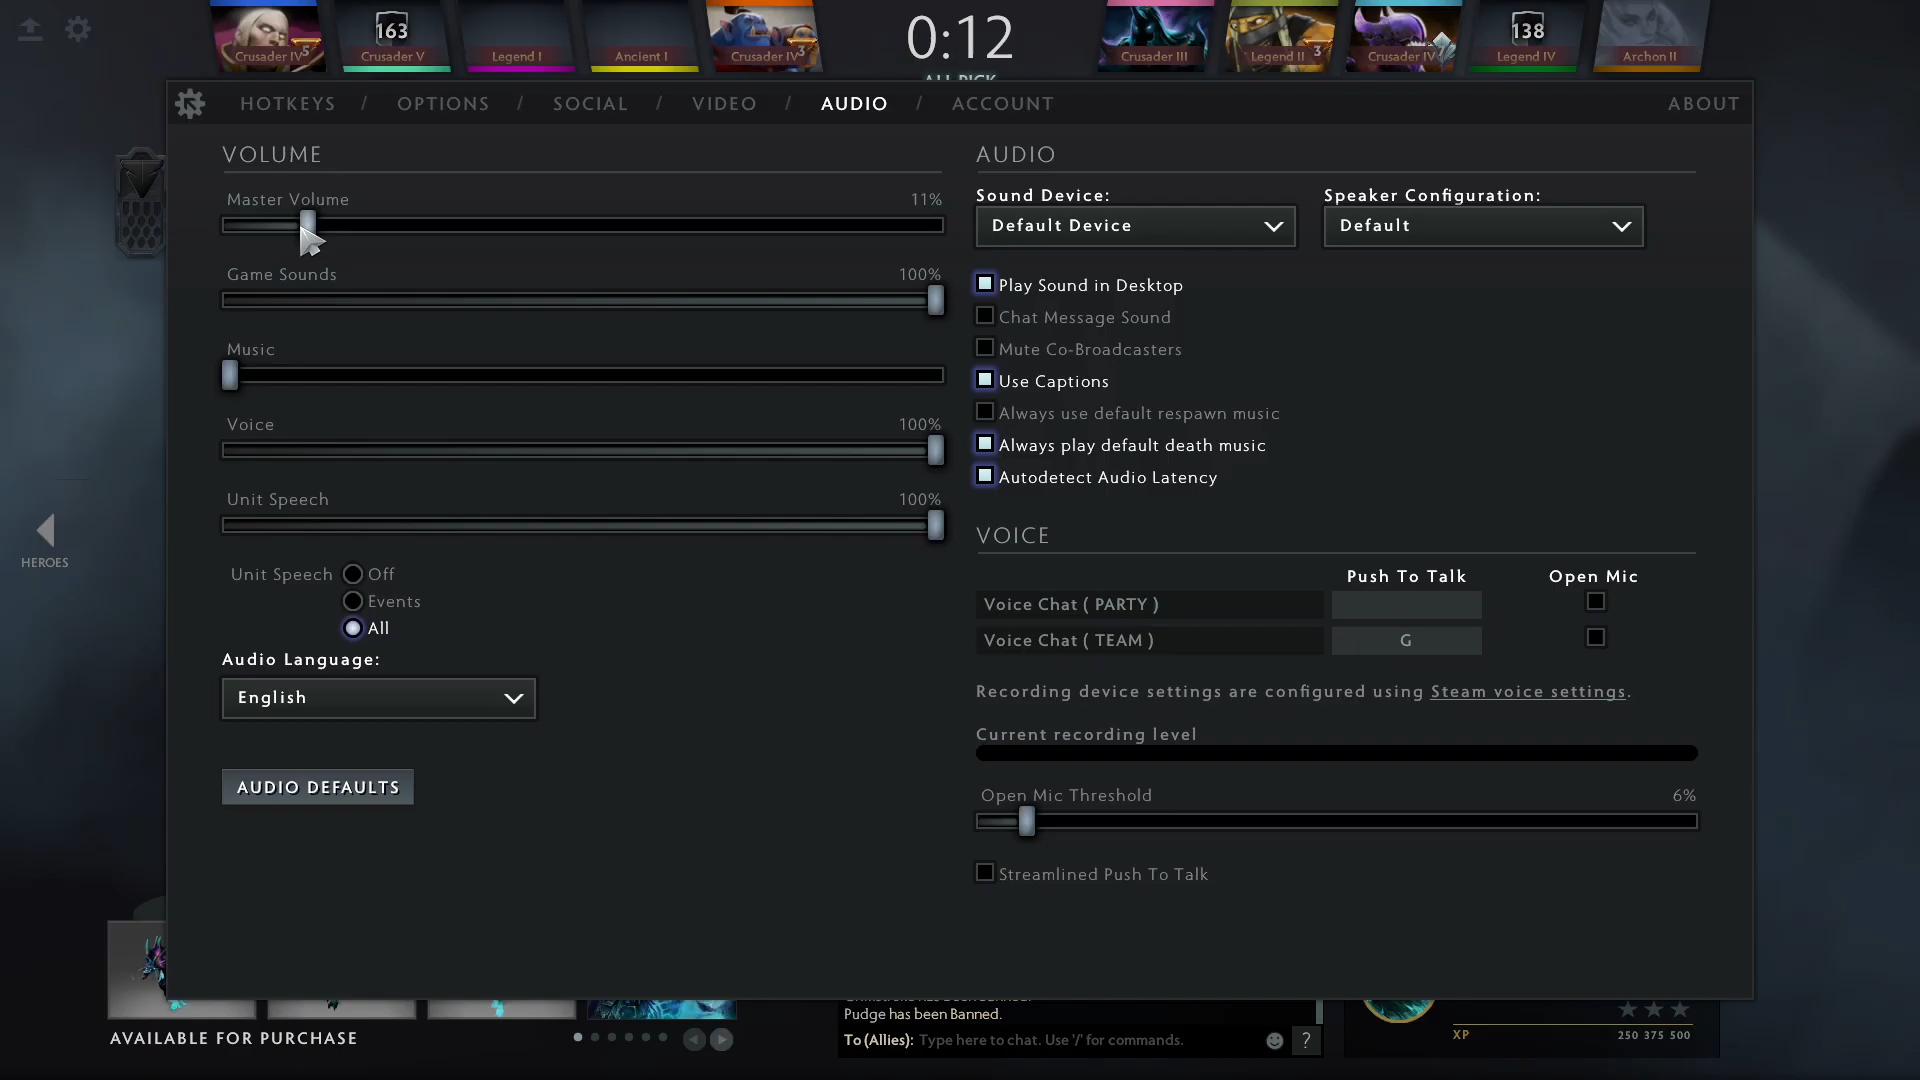 Crusader IV 5
163
Crusader V
Legend I
Ancient I
Crusader IV 3
0:12
ALL PICK
Crusader III
Legend II 3
Crusader IV
138
Legend IV
Archon II
HOTKEYS / OPTIONS / SOCIAL / VIDEO / AUDIO / ACCOUNT
ABOUT
VOLUME
Master Volume 11%
Game Sounds 100%
Music
Voice 100%
Unit Speech 100%
Unit Speech Off
Events
All
Audio Language:
English
AUDIO DEFAULTS
AUDIO
Sound Device: Speaker Configuration:
Default Device Default
Play Sound in Desktop
Chat Message Sound
Mute Co-Broadcasters
Use Captions
Always use default respawn music
Always play default death music
Autodetect Audio Latency
VOICE
Push To Talk Open Mic
Voice Chat ( PARTY )
Voice Chat ( TEAM ) G
Recording device settings are configured using Steam voice settings.
Current recording level
Open Mic Threshold 6%
Streamlined Push To Talk
HEROES
AVAILABLE FOR PURCHASE
Pudge has been Banned.
To (Allies): Type here to chat. Use '/' for commands. ?
XP 250 375 500